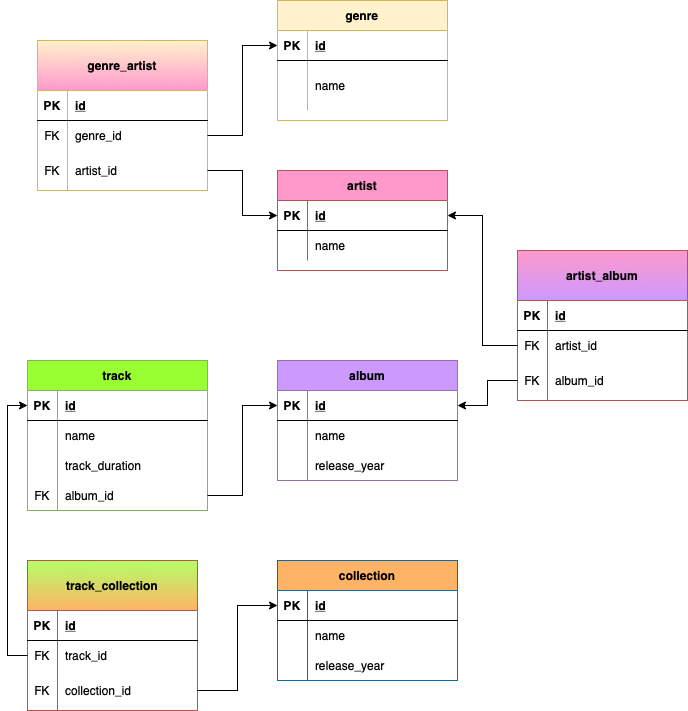 genre
PK id
name
genre_artist
PK id
FK genre_id
FK artist_id
artist
PK id
name
artist_album
PK id
FK artist_id
FK album_id
track
PK id
name
track_duration
FK album_id
album
PK id
name
release_year
track_collection
PK id
FK track_id
FK collection_id
collection
PK id
name
release_year